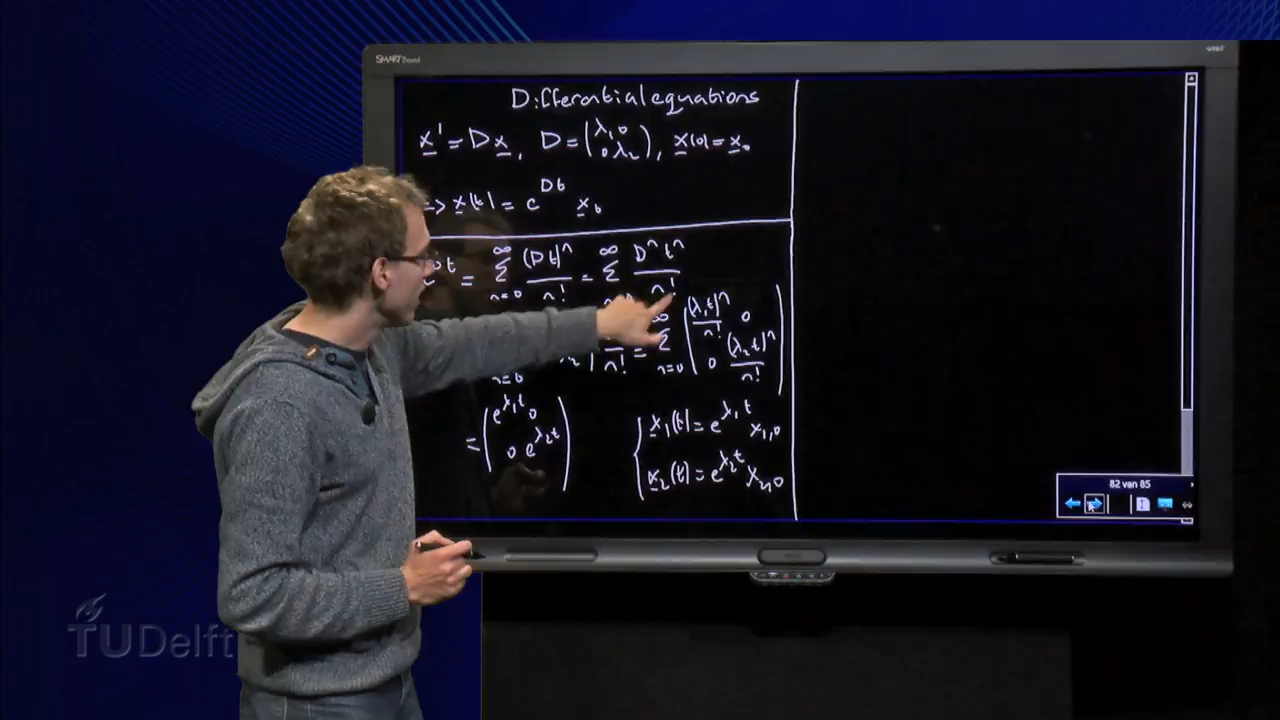 SMART Board
Differential equations
x' = Dx, D = (λ₁ 0
0 λ₂), x(0) = x₀
=> x(t) = e^{Dt} x₀
t = Σ_{n=0}^{∞} (Dt)ⁿ/n! = Σ^{∞} Dⁿtⁿ/n!
n! = Σ_{n=0}^{∞} ((λ₁t)ⁿ/n! 0
0 (λ₂t)ⁿ/n!)
n=0
= (e^{λ₁t} 0
0 e^{λ₂t})
{ x₁(t) = e^{λ₁t} x₁,₀
x₂(t) = e^{λ₂t} x₂,₀
82 van 85
TUDelft